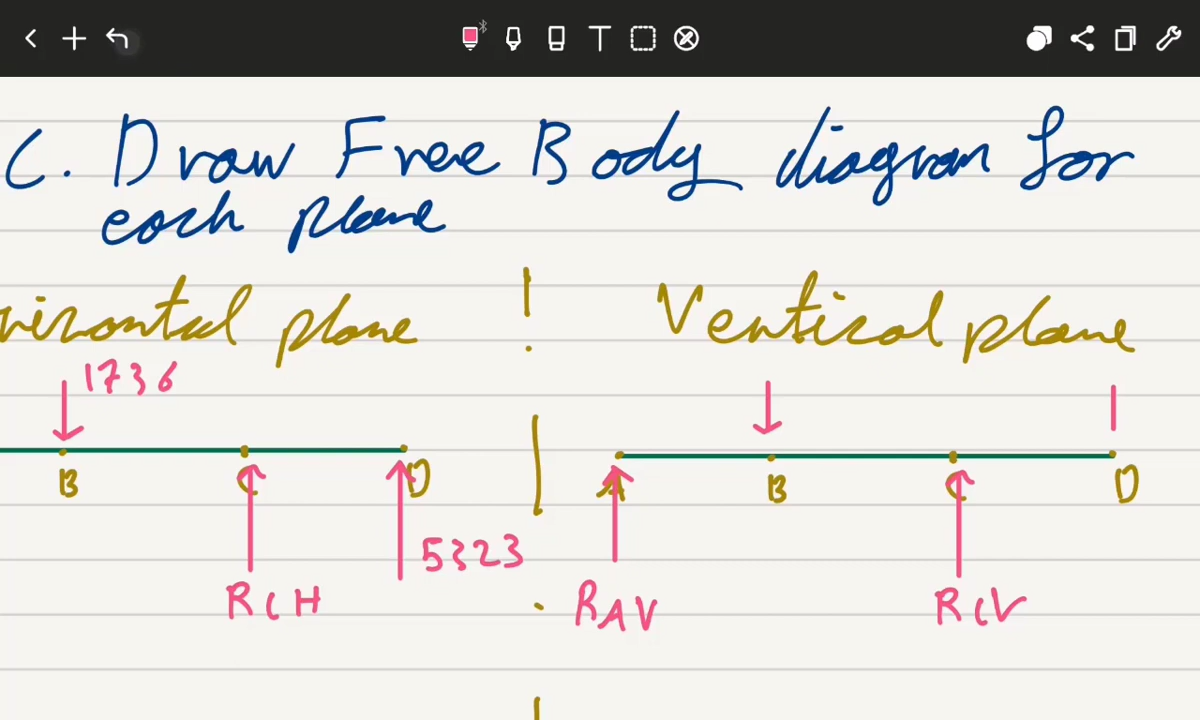 C. Draw Free Body diagram for
each plane
rizontal plane
Vertical plane
1736
B
C
D
A
B
C
D
5323
RCH
RAV
RCV